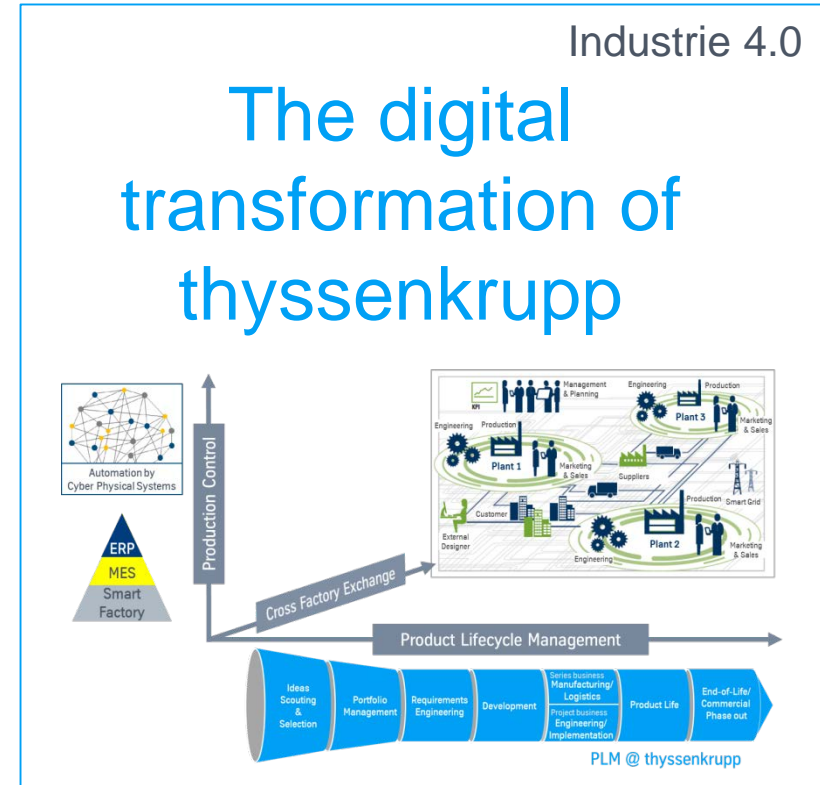 Industrie 4.0
The digital
transformation of
thyssenkrupp
Automation by
Cyber Physical Systems
ERP
MES
Smart
Factory
Production Control
Cross Factory Exchange
Product Lifecycle Management
KPI
Management
& Planning
Engineering
Production
Plant 3
Marketing
& Sales
Engineering
Production
Plant 1
Marketing
& Sales
Suppliers
Smart Grid
Customer
External
Designer
Production
Plant 2
Engineering
Marketing
& Sales
Ideas
Scouting
&
Selection
Portfolio
Management
Requirements
Engineering
Development
Series business
Manufacturing/
Logistics
Project business
Engineering/
Implementation
Product Life
End-of-Life/
Commercial
Phase out
PLM @ thyssenkrupp